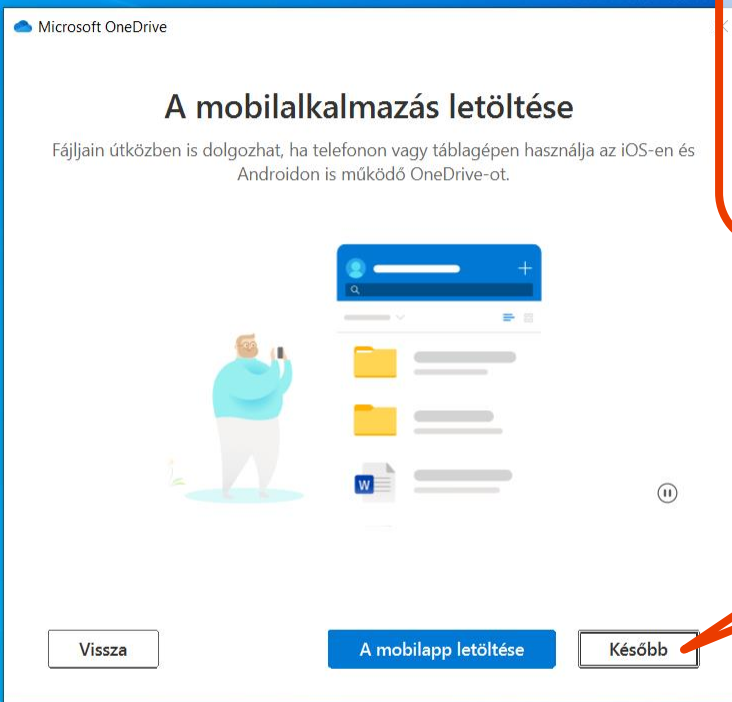 Microsoft OneDrive
A mobilalkalmazás letöltése
Fájljain útközben is dolgozhat, ha telefonon vagy táblagépen használja az iOS-en és
Androidon is működő OneDrive-ot.
W
Vissza
A mobilapp letöltése
Később